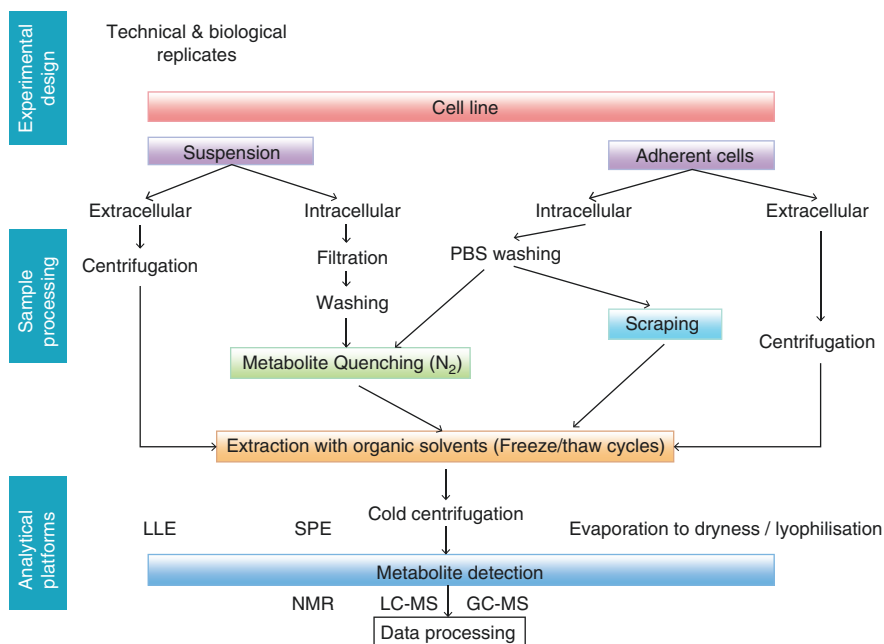 Experimental
design
Technical & biological
replicates
Cell line
Suspension
Adherent cells
Extracellular
Intracellular
Intracellular
Extracellular
Sample
processing
Centrifugation
Filtration
PBS washing
Washing
Scraping
Centrifugation
Metabolite Quenching (N₂)
Extraction with organic solvents (Freeze/thaw cycles)
Analytical
platforms
Cold centrifugation
LLE
SPE
Evaporation to dryness / lyophilisation
Metabolite detection
NMR
LC-MS
GC-MS
Data processing